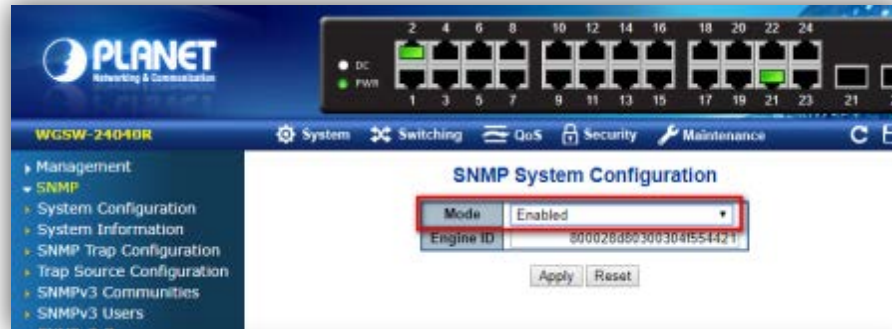 PLANET
Networking & Communication
2 4 6 8 10 12 14 16 18 20 22 24
DC
PWR
1 3 5 7 9 11 13 15 17 19 21 23 21
WGSW-24040R
System Switching QoS Security Maintenance
Management
SNMP
System Configuration
System Information
SNMP Trap Configuration
Trap Source Configuration
SNMPv3 Communities
SNMPv3 Users
SNMP System Configuration
Mode Enabled
Engine ID
Apply Reset